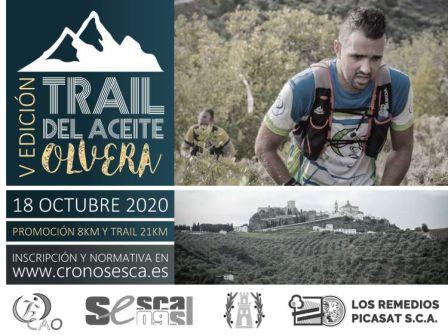 V EDICIÓN
TRAIL
DEL ACEITE
OLVERA
18 OCTUBRE 2020
PROMOCIÓN 8KM Y TRAIL 21KM
INSCRIPCIÓN Y NORMATIVA EN
www.cronosesca.es
CAO
LOS REMEDIOS
PICASAT S.C.A.